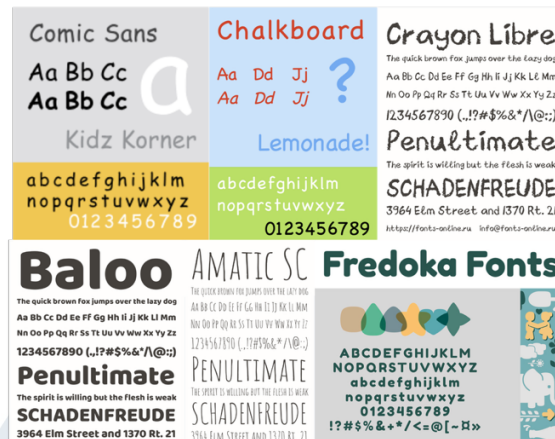 Comic Sans
Aa Bb Cc
Aa Bb Cc
a
Kidz Korner
abcdefghijklm
nopqrstuvwxyz
0123456789
Chalkboard
Aa Dd Jj
Aa Dd Jj
?
Lemonade!
abcdefghijklm
nopqrstuvwxyz
0123456789
Crayon Libre
The quick brown fox jumps over the lazy dog
Aa Bb Cc Dd Ee Ff Gg Hh Ii Jj Kk Ll M
Nn Oo Pp Qq Rr Ss Tt Uu Vv Ww Xx Yy Z
1234567890 (.,!?#$%&*/\@:;)
Penultimate
The spirit is willing but the flesh is weak
SCHADENFREUDE
3964 Elm Street and 1370 Rt. 2
https://fonts-online.ru info@fonts-online.ru
Baloo
The quick brown fox jumps over the lazy dog
Aa Bb Cc Dd Ee Ff Gg Hh Ii Jj Kk Ll Mm
Nn Oo Pp Qq Rr Ss Tt Uu Vv Ww Xx Yy Zz
1234567890 (.,!?#$%&*/\@:;)
Penultimate
The spirit is willing but the flesh is weak
SCHADENFREUDE
3964 Elm Street and 1370 Rt. 21
AMATIC SC
THE QUICK BROWN FOX JUMPS OVER THE LAZY DOG
AA BB CC DD EE FF GG HH II JJ KK LL MM
NN OO PP QQ RR SS TT UU VV WW XX YY ZZ
1234567890 (.,!?#$%&*/\@:;)
PENULTIMATE
THE SPIRIT IS WILLING BUT THE FLESH IS WEAK
SCHADENFREUDE
3964 ELM STREET AND 1370 RT. 21
Fredoka Fonts
ABCDEFGHIJKLM
NOPQRSTUVWXYZ
abcdefghijklm
nopqrstuvwxyz
0123456789
!?#$%&*+/<=@[~¤»